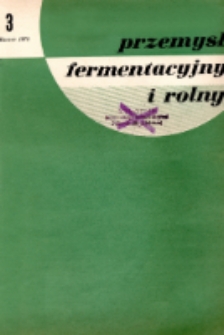 3
przemysł
fermentacyjny
i rolny